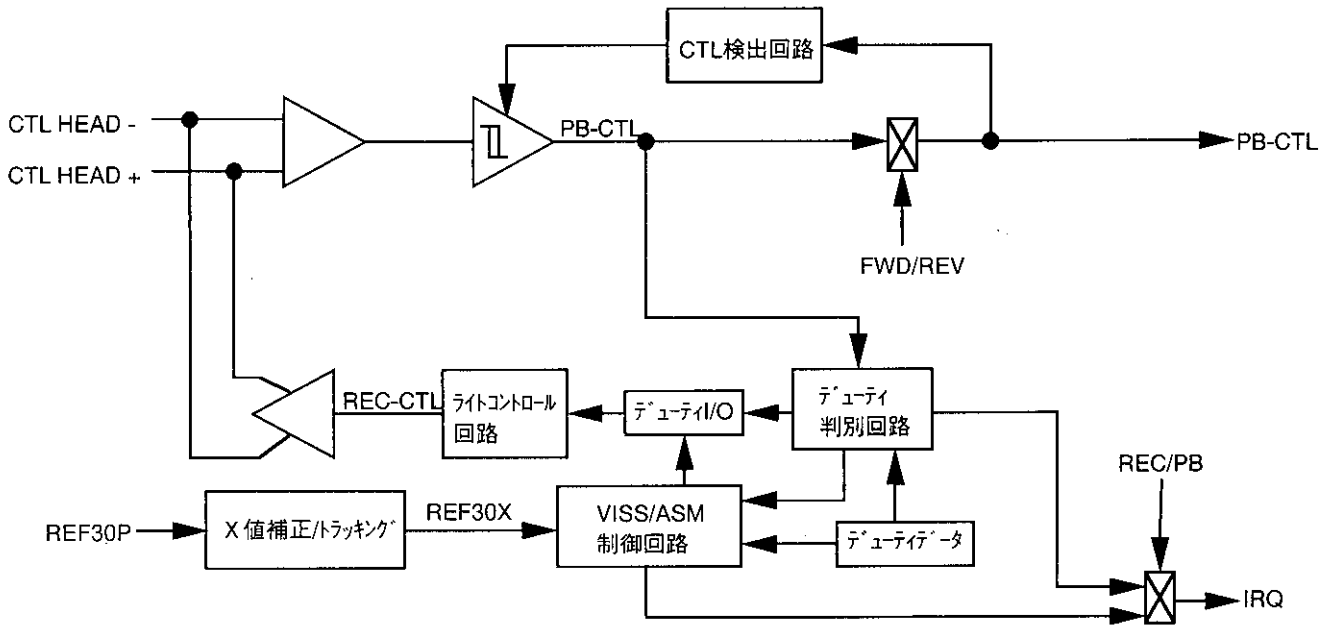 CTL検出回路
CTL HEAD -
CTL HEAD +
PB-CTL
PB-CTL
FWD/REV
REC-CTL
ライトコントロール
回路
デューティI/O
デューティ
判別回路
REC/PB
REF30P
X値補正/トラッキング
REF30X
VISS/ASM
制御回路
デューティデータ
IRQ